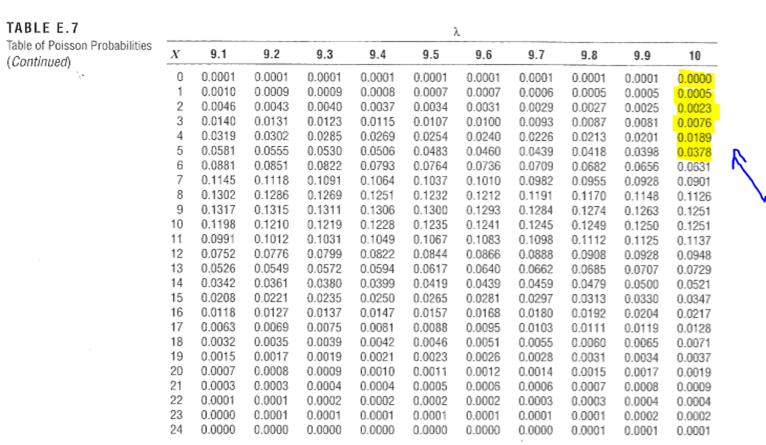 TABLE E.7
Table of Poisson Probabilities
(Continued)
λ
X 9.1 9.2 9.3 9.4 9.5 9.6 9.7 9.8 9.9 10
0 0.0001 0.0001 0.0001 0.0001 0.0001 0.0001 0.0001 0.0001 0.0001 0.0000
1 0.0010 0.0009 0.0009 0.0008 0.0007 0.0007 0.0006 0.0005 0.0005 0.0005
2 0.0046 0.0043 0.0040 0.0037 0.0034 0.0031 0.0029 0.0027 0.0025 0.0023
3 0.0140 0.0131 0.0123 0.0115 0.0107 0.0100 0.0093 0.0087 0.0081 0.0076
4 0.0319 0.0302 0.0285 0.0269 0.0254 0.0240 0.0226 0.0213 0.0201 0.0189
5 0.0581 0.0555 0.0530 0.0506 0.0483 0.0460 0.0439 0.0418 0.0398 0.0378
6 0.0881 0.0851 0.0822 0.0793 0.0764 0.0736 0.0709 0.0682 0.0656 0.0631
7 0.1145 0.1118 0.1091 0.1064 0.1037 0.1010 0.0982 0.0955 0.0928 0.0901
8 0.1302 0.1286 0.1269 0.1251 0.1232 0.1212 0.1191 0.1170 0.1148 0.1126
9 0.1317 0.1315 0.1311 0.1306 0.1300 0.1293 0.1284 0.1274 0.1263 0.1251
10 0.1198 0.1210 0.1219 0.1228 0.1235 0.1241 0.1245 0.1249 0.1250 0.1251
11 0.0991 0.1012 0.1031 0.1049 0.1067 0.1083 0.1098 0.1112 0.1125 0.1137
12 0.0752 0.0776 0.0799 0.0822 0.0844 0.0866 0.0888 0.0908 0.0928 0.0948
13 0.0526 0.0549 0.0572 0.0594 0.0617 0.0640 0.0662 0.0685 0.0707 0.0729
14 0.0342 0.0361 0.0380 0.0399 0.0419 0.0439 0.0459 0.0479 0.0500 0.0521
15 0.0208 0.0221 0.0235 0.0250 0.0265 0.0281 0.0297 0.0313 0.0330 0.0347
16 0.0118 0.0127 0.0137 0.0147 0.0157 0.0168 0.0180 0.0192 0.0204 0.0217
17 0.0063 0.0069 0.0075 0.0081 0.0088 0.0095 0.0103 0.0111 0.0119 0.0128
18 0.0032 0.0035 0.0039 0.0042 0.0046 0.0051 0.0055 0.0060 0.0065 0.0071
19 0.0015 0.0017 0.0019 0.0021 0.0023 0.0026 0.0028 0.0031 0.0034 0.0037
20 0.0007 0.0008 0.0009 0.0010 0.0011 0.0012 0.0014 0.0015 0.0017 0.0019
21 0.0003 0.0003 0.0004 0.0004 0.0005 0.0006 0.0006 0.0007 0.0008 0.0009
22 0.0001 0.0001 0.0002 0.0002 0.0002 0.0002 0.0003 0.0003 0.0004 0.0004
23 0.0000 0.0001 0.0001 0.0001 0.0001 0.0001 0.0001 0.0001 0.0002 0.0002
24 0.0000 0.0000 0.0000 0.0000 0.0000 0.0000 0.0000 0.0001 0.0001 0.0001